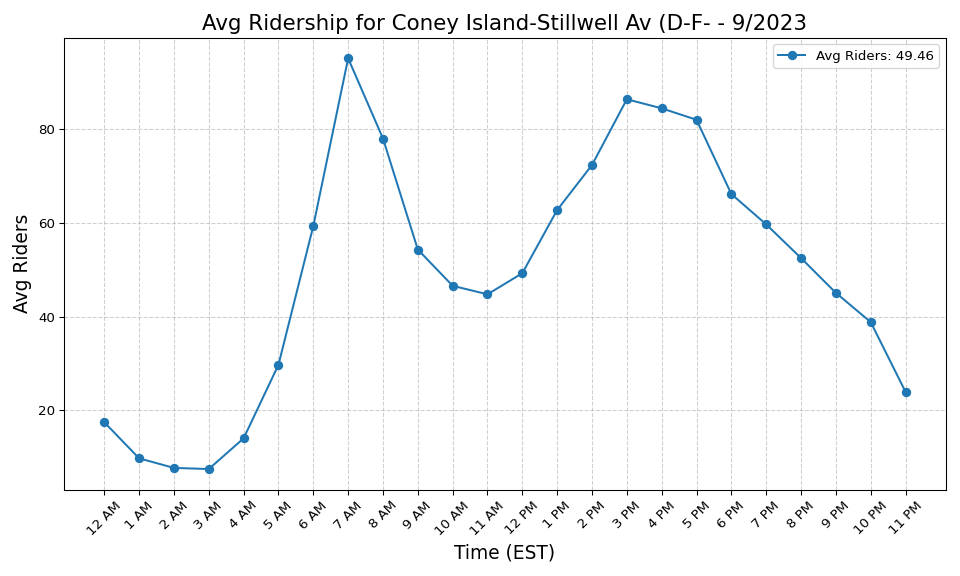 Avg Ridership for Coney Island-Stillwell Av (D-F- - 9/2023
Avg Riders: 49.46
Avg Riders
80
60
40
20
12 AM
1 AM
2 AM
3 AM
4 AM
5 AM
6 AM
7 AM
8 AM
9 AM
10 AM
11 AM
12 PM
1 PM
2 PM
3 PM
4 PM
5 PM
6 PM
7 PM
8 PM
9 PM
10 PM
11 PM
Time (EST)